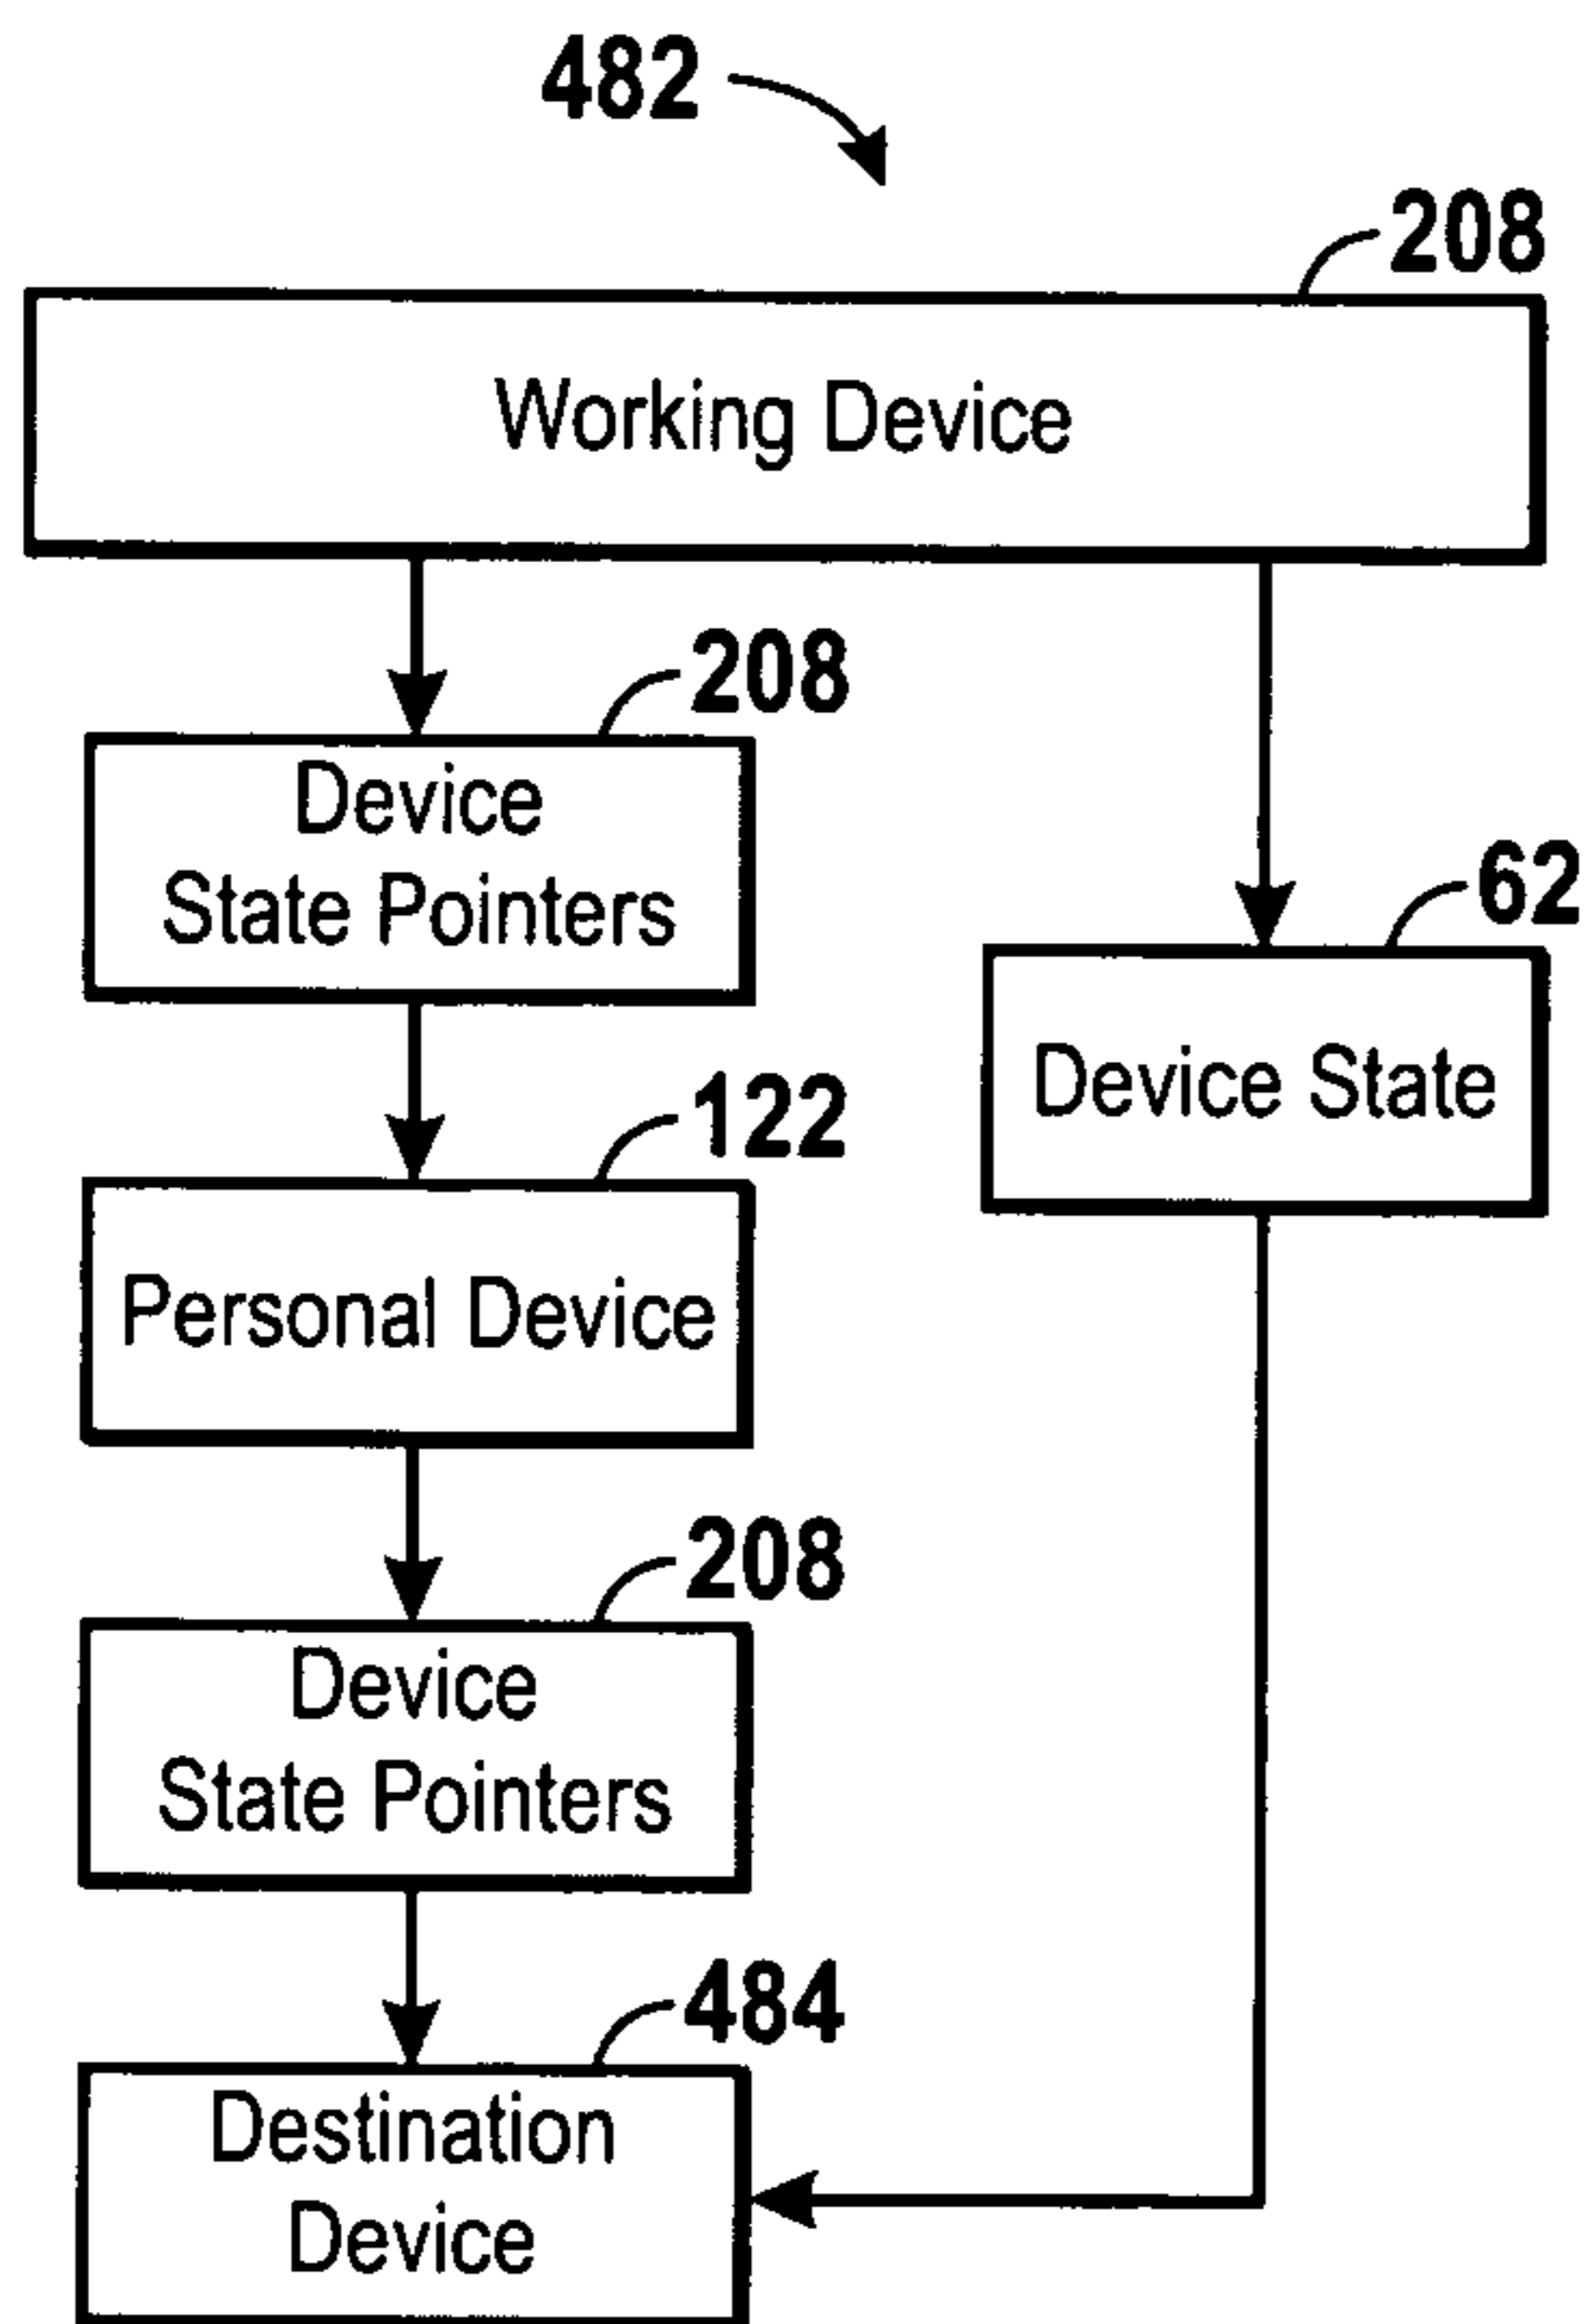 482
208
Working Device
208
Device
State Pointers
62
Device State
122
Personal Device
208
Device
State Pointers
484
Destination
Device